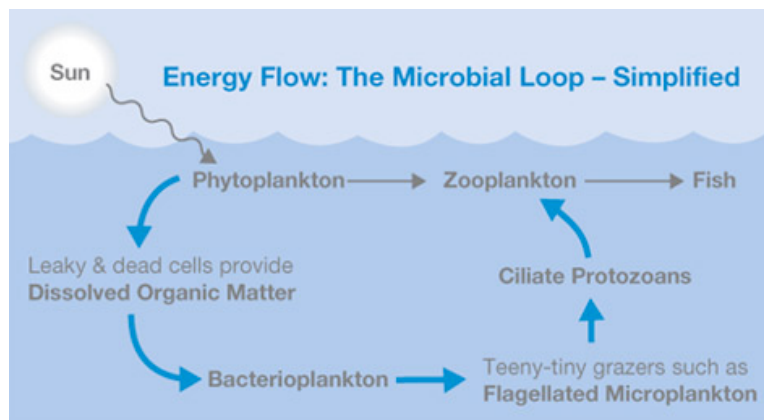 Sun
Energy Flow: The Microbial Loop – Simplified
Phytoplankton
Zooplankton
Fish
Leaky & dead cells provide
Dissolved Organic Matter
Ciliate Protozoans
Bacterioplankton
Teeny-tiny grazers such as
Flagellated Microplankton